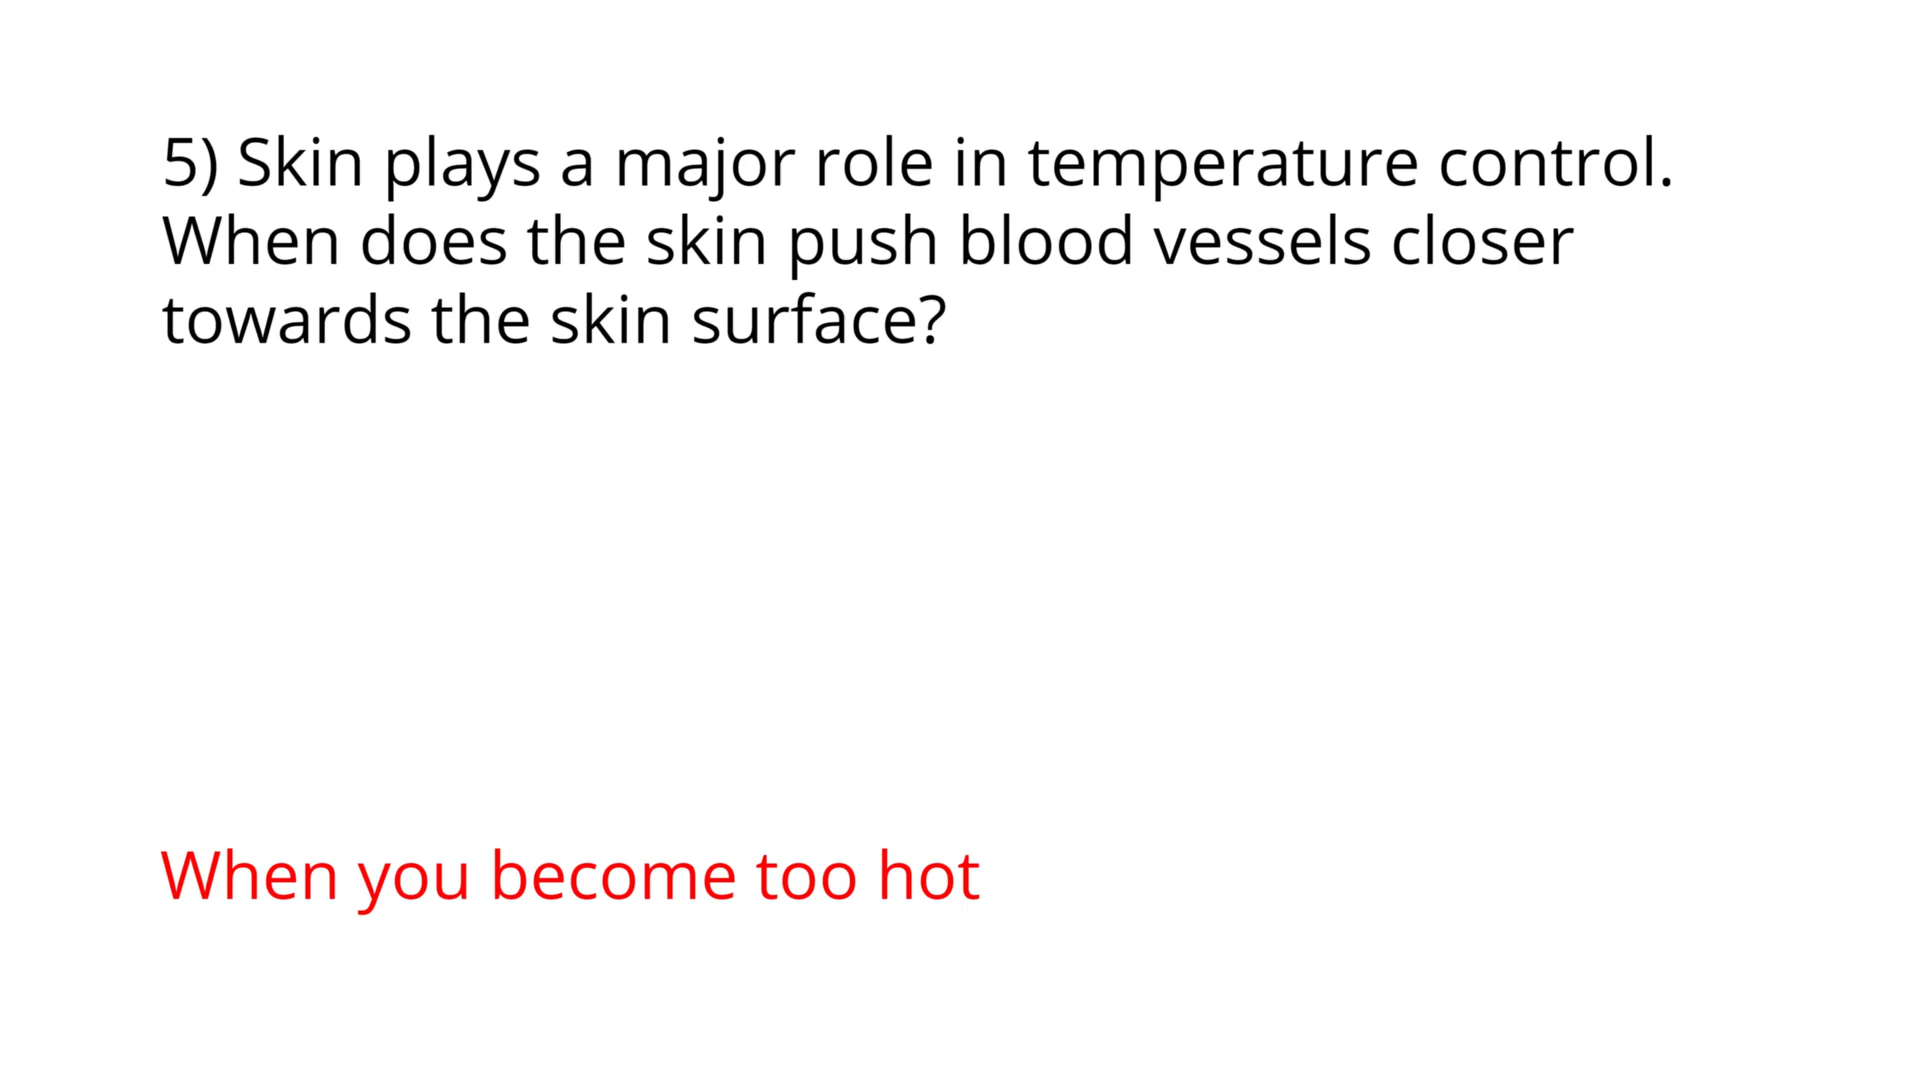 5) Skin plays a major role in temperature control.
When does the skin push blood vessels closer
towards the skin surface?
When you become too hot